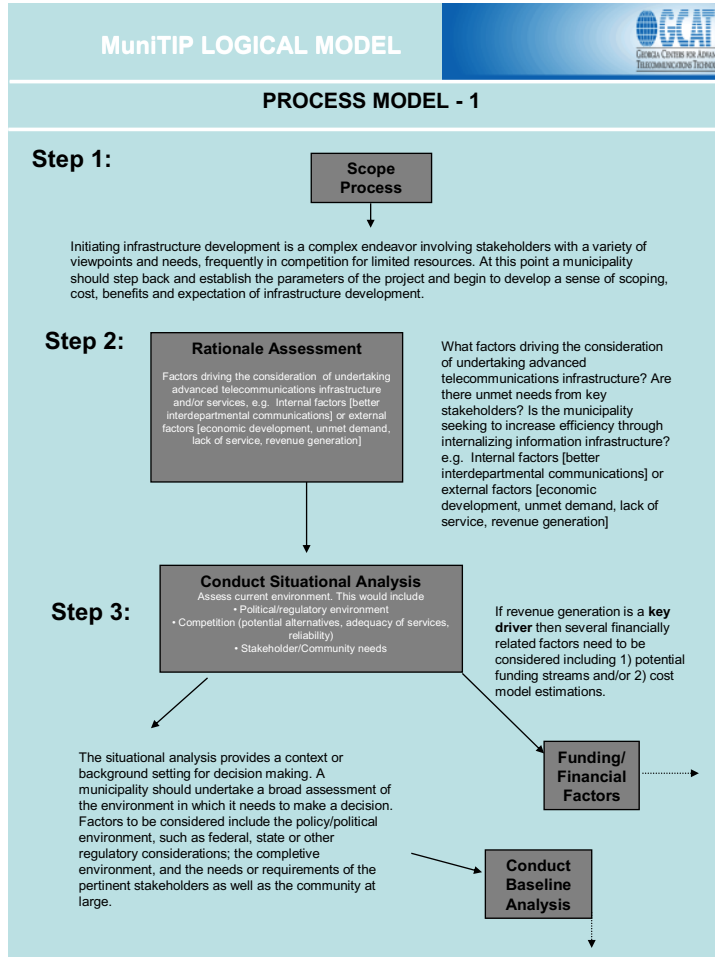 MuniTIP LOGICAL MODEL
GCAT
GEORGIA CENTERS FOR ADVAN
TELECOMMUNICATIONS TECHNOL
PROCESS MODEL - 1
Step 1:
Scope
Process
Initiating infrastructure development is a complex endeavor involving stakeholders with a variety of
viewpoints and needs, frequently in competition for limited resources. At this point a municipality
should step back and establish the parameters of the project and begin to develop a sense of scoping,
cost, benefits and expectation of infrastructure development.
Step 2:
Rationale Assessment
Factors driving the consideration of undertaking
advanced telecommunications infrastructure
and/or services, e.g. Internal factors [better
interdepartmental communications] or external
factors [economic development, unmet demand,
lack of service, revenue generation]
What factors driving the consideration
of undertaking advanced
telecommunications infrastructure? Are
there unmet needs from key
stakeholders? Is the municipality
seeking to increase efficiency through
internalizing information infrastructure?
e.g. Internal factors [better
interdepartmental communications] or
external factors [economic
development, unmet demand, lack of
service, revenue generation]
Step 3:
Conduct Situational Analysis
Assess current environment. This would include
• Political/regulatory environment
• Competition (potential alternatives, adequacy of services,
reliability)
• Stakeholder/Community needs
If revenue generation is a key
driver then several financially
related factors need to be
considered including 1) potential
funding streams and/or 2) cost
model estimations.
Funding/
Financial
Factors
The situational analysis provides a context or
background setting for decision making. A
municipality should undertake a broad assessment of
the environment in which it needs to make a decision.
Factors to be considered include the policy/political
environment, such as federal, state or other
regulatory considerations; the completive
environment, and the needs or requirements of the
pertinent stakeholders as well as the community at
large.
Conduct
Baseline
Analysis